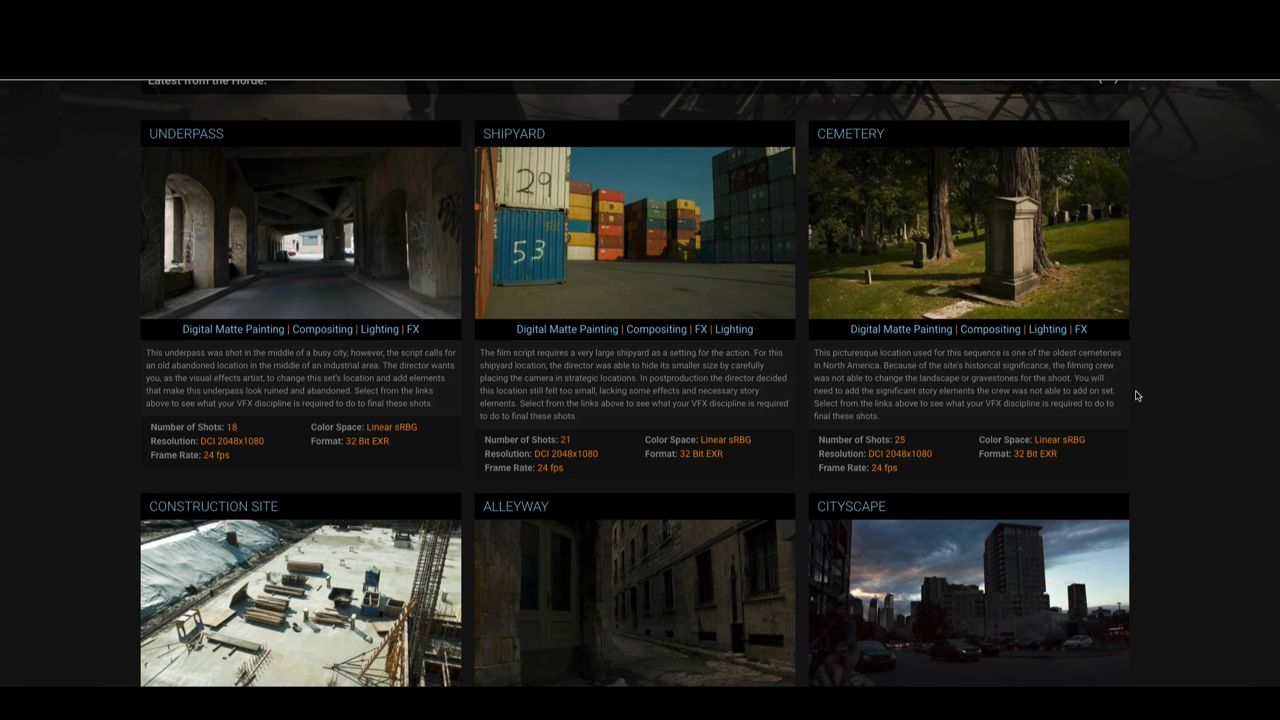 Latest from the Horde:
UNDERPASS
Digital Matte Painting | Compositing | Lighting | FX
This underpass was shot in the middle of a busy city; however, the script calls for
an old abandoned location in the middle of an industrial area. The director wants
you, as the visual effects artist, to change this set's location and add elements
that make this underpass look ruined and abandoned. Select from the links
above to see what your VFX discipline is required to do to final these shots.
Number of Shots: 18
Resolution: DCI 2048x1080
Frame Rate: 24 fps
Color Space: Linear sRBG
Format: 32 Bit EXR
SHIPYARD
29
53
Digital Matte Painting | Compositing | FX | Lighting
The film script requires a very large shipyard as a setting for the action. For this
shipyard location, the director was able to hide its smaller size by carefully
placing the camera in strategic locations. In postproduction the director decided
this location still felt too small, lacking some effects and necessary story
elements. Select from the links above to see what your VFX discipline is required
to do to final these shots.
Number of Shots: 21
Resolution: DCI 2048x1080
Frame Rate: 24 fps
Color Space: Linear sRBG
Format: 32 Bit EXR
CEMETERY
Digital Matte Painting | Compositing | Lighting | FX
This picturesque location used for this sequence is one of the oldest cemeteries
in North America. Because of the site's historical significance, the filming crew
was not able to change the landscape or gravestones for the shoot. You will
need to add the significant story elements the crew was not able to add on set.
Select from the links above to see what your VFX discipline is required to do to
final these shots.
Number of Shots: 25
Resolution: DCI 2048x1080
Frame Rate: 24 fps
Color Space: Linear sRBG
Format: 32 Bit EXR
CONSTRUCTION SITE
ALLEYWAY
CITYSCAPE